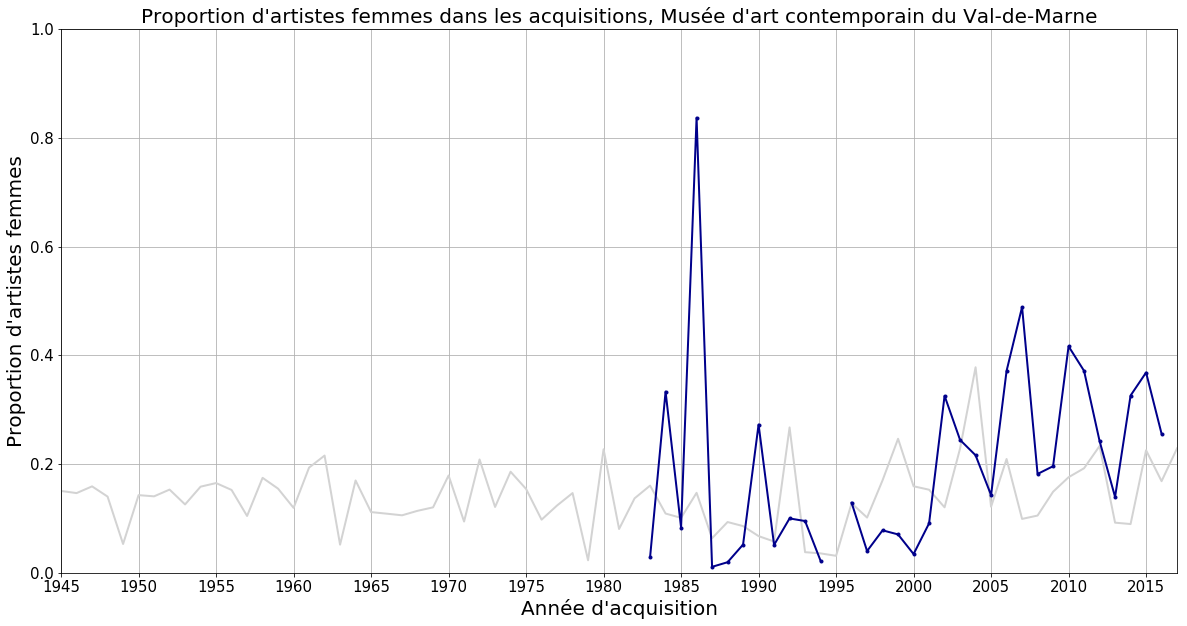 Proportion d'artistes femmes dans les acquisitions, Musée d'art contemporain du Val-de-Marne
1.0
0.8
0.6
0.4
0.2
0.0
Proportion d'artistes femmes
1945 1950 1955 1960 1965 1970 1975 1980 1985 1990 1995 2000 2005 2010 2015
Année d'acquisition